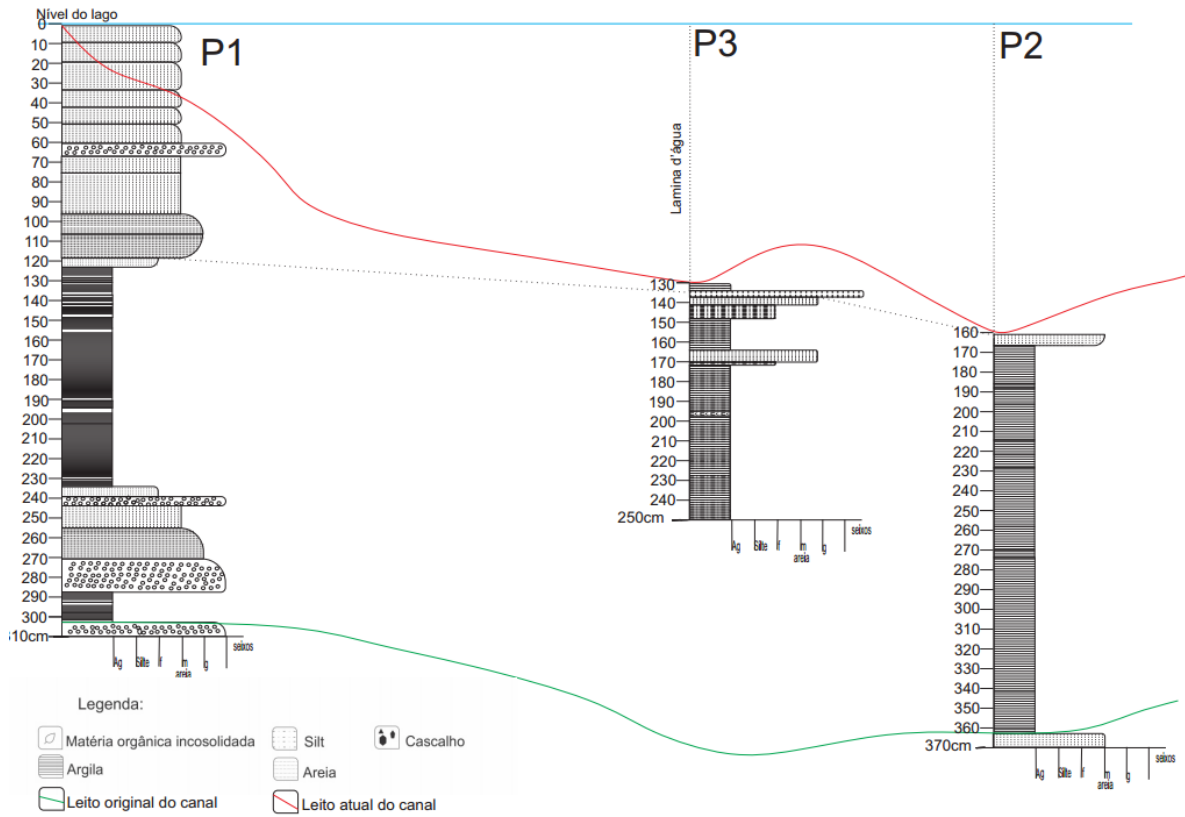 Nível do lago
P1
P3
P2
0
10
20
30
40
50
60
70
80
90
100
110
120
130
140
150
160
170
180
190
200
210
220
230
240
250
260
270
280
290
300
10cm
Ag
Silte
f
m
g
areia
seixos
Lamina d'água
130
140
150
160
170
180
190
200
210
220
230
240
250cm
Ag
Silte
f
m
g
areia
seixos
160
170
180
190
200
210
220
230
240
250
260
270
280
290
300
310
320
330
340
350
360
370cm
Ag
Silte
f
m
g
areia
seixos
Legenda:
Matéria orgânica incosolidada
Silt
Cascalho
Argila
Areia
Leito original do canal
Leito atual do canal